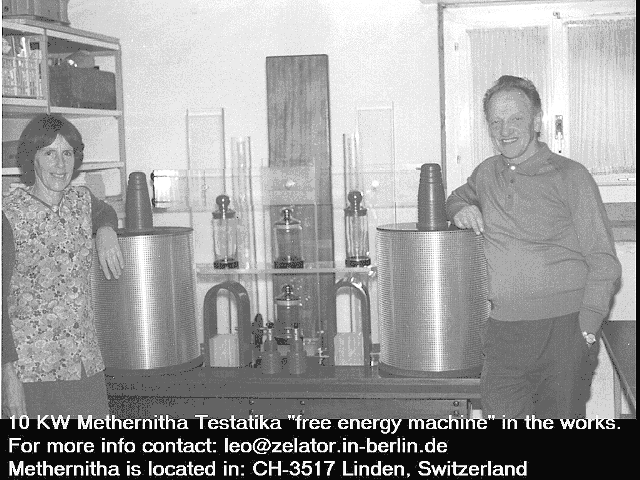 10 KW Methernitha Testatika "free energy machine" in the works.
For more info contact: leo@zelator.in-berlin.de
Methernitha is located in: CH-3517 Linden, Switzerland